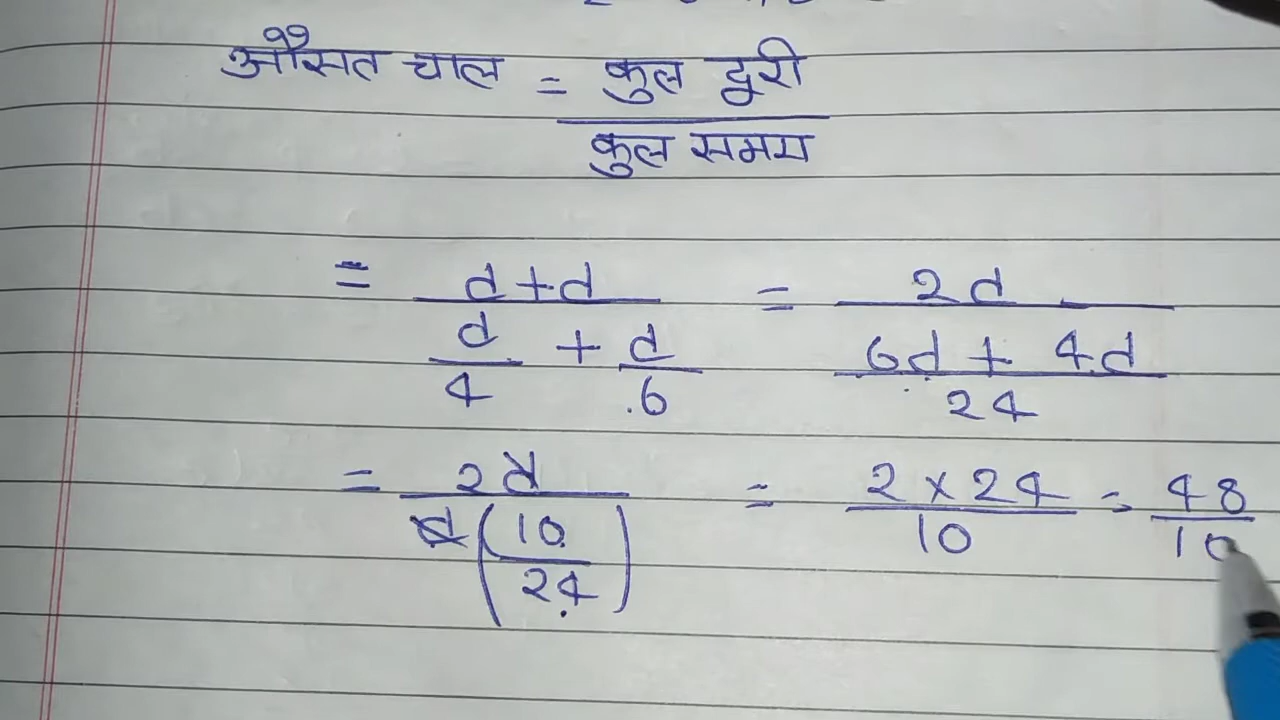 औसत चाल = कुल दूरी
कुल समय
= d+d = 2d
d/4 + d/6 6d + 4d
24
= 2d = 2 x 24 = 48
d(10/24) 10 10